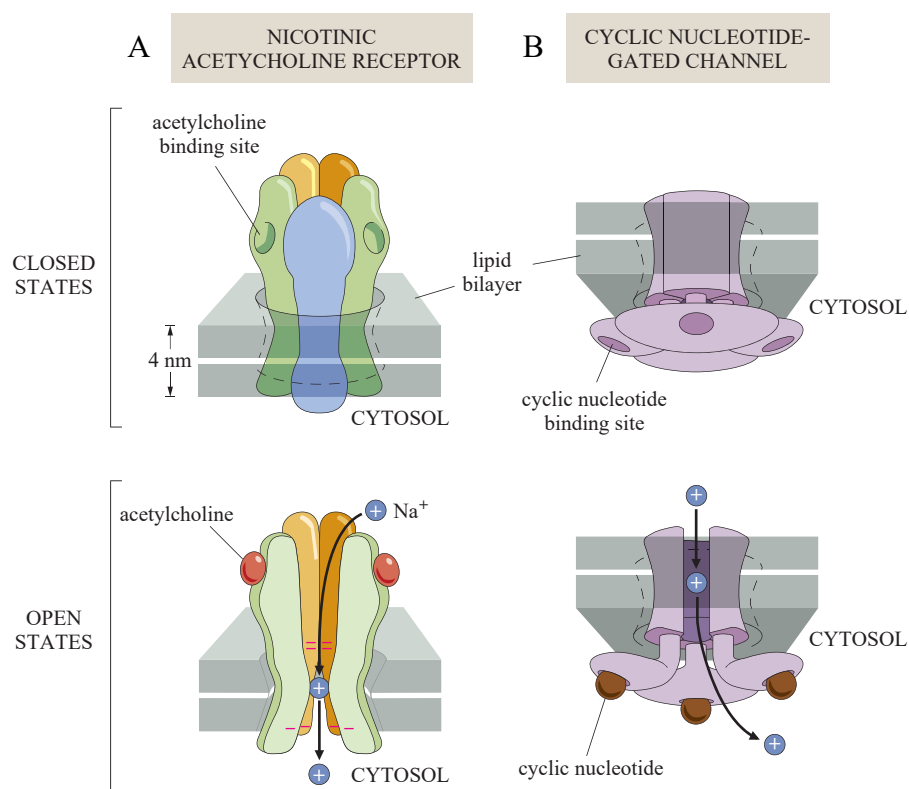 A
NICOTINIC
ACETYCHOLINE RECEPTOR
B
CYCLIC NUCLEOTIDE-
GATED CHANNEL
acetylcholine
binding site
CLOSED
STATES
lipid
bilayer
CYTOSOL
4 nm
CYTOSOL
cyclic nucleotide
binding site
acetylcholine
+ Na+
+
+
OPEN
STATES
+
+
CYTOSOL
+
CYTOSOL
cyclic nucleotide
+